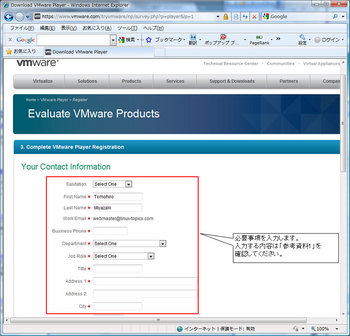 Download VMware Player - Windows Internet Explorer
https://www.vmware.com/tryvmware/np/survey.php?p=player&lp=1
Google
ファイル(F) 編集(E) 表示(V) お気に入り(A) ツール(T) ヘルプ(H)
Google
ブックマーク
ポップアップ
PageRank
設定
ログイン
お気に入り
Download VMware Player
vmware
Technical Resource Center
Communities
Virtual Appliances
Virtualize
Solutions
Products
Services
Support & Downloads
Partners
Home > VMware Player > Register
Evaluate VMware Products
3. Complete VMware Player Registration
Your Contact Information
Salutation Select One
First Name Tomohiro
Last Name Miyazaki
Work Email webmaster@linux-topics.com
Business Phone
Department Select One
Job Role Select One
Title
Address 1
Address 2
City
必要事項を入力します。
入力する内容は「参考資料1」を
確認してください。
インターネット | 保護モード: 有効
100%